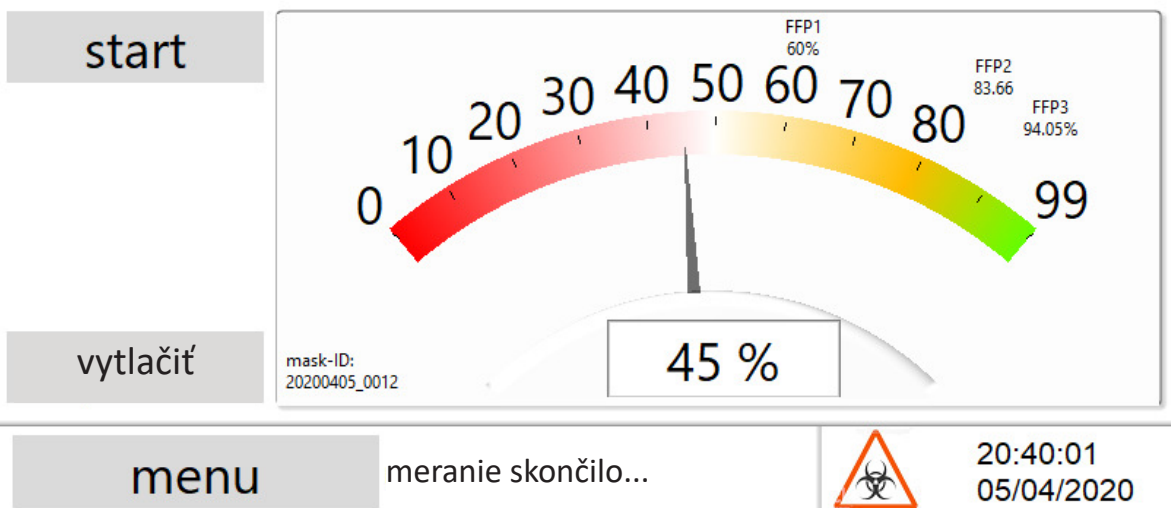 start
FFP1
60%
FFP2
83.66
FFP3
94.05%
0
10
20
30
40
50
60
70
80
99
45 %
mask-ID:
20200405_0012
vytlačiť
menu
meranie skončilo...
20:40:01
05/04/2020